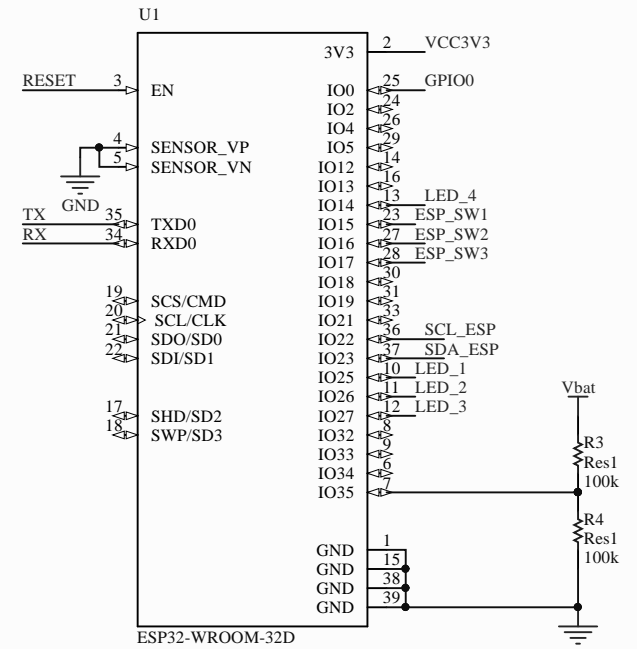 U1
3V3 2 VCC3V3
RESET 3 EN
IO0 25 GPIO0
IO2 24
IO4 26
4 SENSOR_VP
IO5 29
5 SENSOR_VN
IO12 14
IO13 16
GND
IO14 13 LED_4
TX 35 TXD0
IO15 23 ESP_SW1
RX 34 RXD0
IO16 27 ESP_SW2
IO17 28 ESP_SW3
IO18 30
19 SCS/CMD
IO19 31
20 SCL/CLK
IO21 33
21 SDO/SD0
IO22 36 SCL_ESP
22 SDI/SD1
IO23 37 SDA_ESP
IO25 10 LED_1
IO26 11 LED_2
Vbat
17 SHD/SD2
IO27 12 LED_3
18 SWP/SD3
IO32 8
IO33 9
R3
Res1
100k
IO34 6
IO35 7
R4
Res1
100k
GND 1
GND 15
GND 38
GND 39
ESP32-WROOM-32D